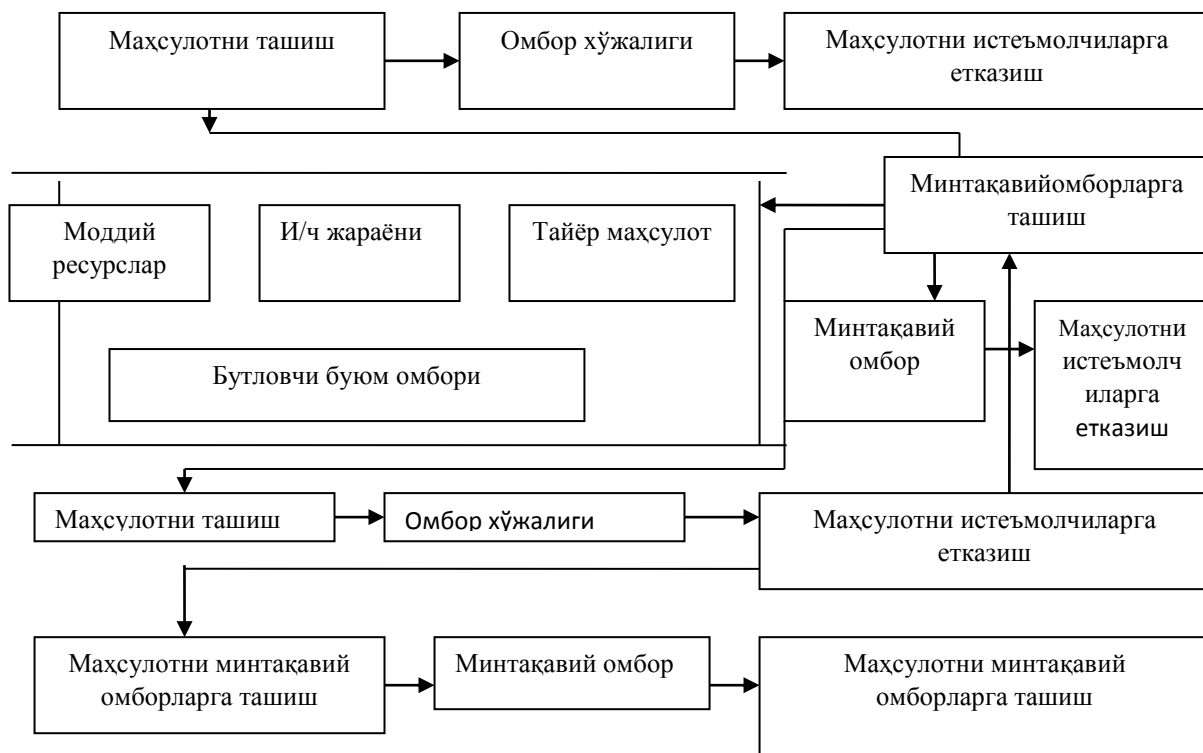 Маҳсулотни ташиш
Омбор хўжалиги
Маҳсулотни истеъмолчиларга
етказиш
Минтақавийомборларга
ташиш
Моддий
ресурслар
И/ч жараёни
Тайёр маҳсулот
Минтақавий
омбор
Маҳсулотни
истеъмолч
иларга
етказиш
Бутловчи буюм омбори
Маҳсулотни ташиш
Омбор хўжалиги
Маҳсулотни истеъмолчиларга
етказиш
Маҳсулотни минтақавий
омборларга ташиш
Минтақавий омбор
Маҳсулотни минтақавий
омборларга ташиш